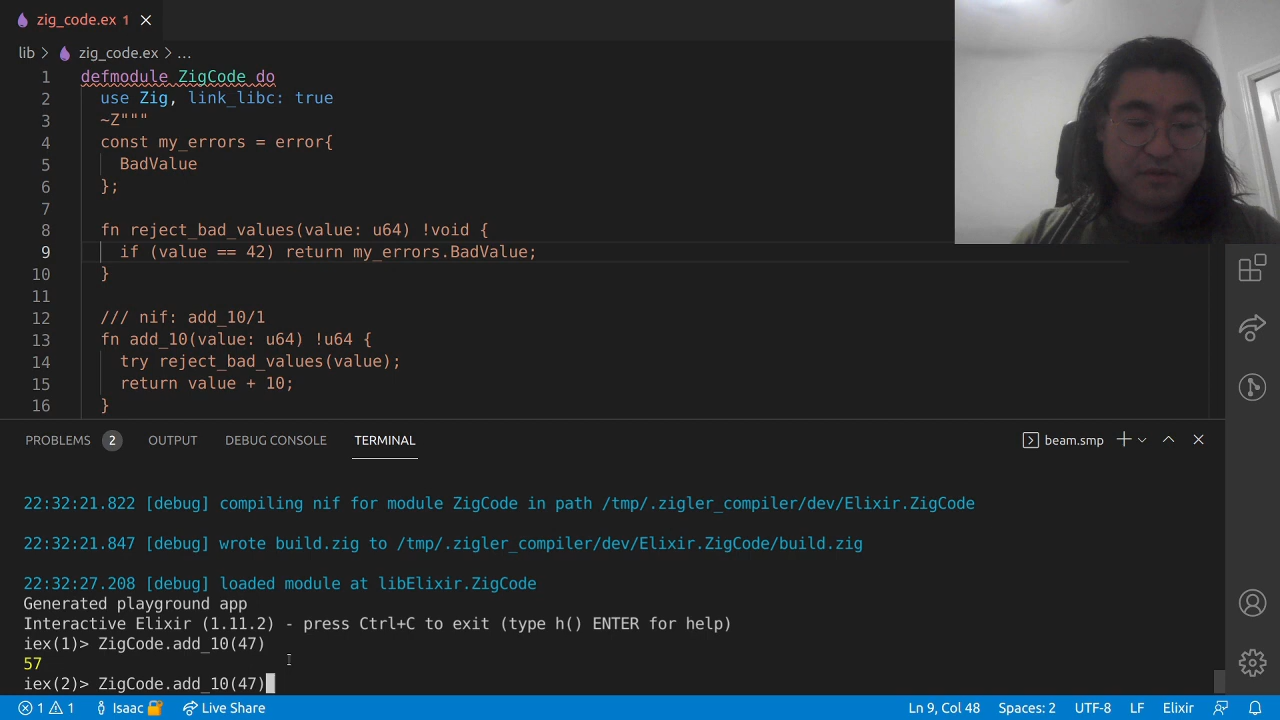 zig_code.ex 1
lib > zig_code.ex > ...
1 defmodule ZigCode do
2 use Zig, link_libc: true
3 ~Z"""
4 const my_errors = error{
5 BadValue
6 };
7
8 fn reject_bad_values(value: u64) !void {
9 if (value == 42) return my_errors.BadValue;
10 }
11
12 /// nif: add_10/1
13 fn add_10(value: u64) !u64 {
14 try reject_bad_values(value);
15 return value + 10;
16 }
PROBLEMS 2 OUTPUT DEBUG CONSOLE TERMINAL beam.smp
22:32:21.822 [debug] compiling nif for module ZigCode in path /tmp/.zigler_compiler/dev/Elixir.ZigCode
22:32:21.847 [debug] wrote build.zig to /tmp/.zigler_compiler/dev/Elixir.ZigCode/build.zig
22:32:27.208 [debug] loaded module at libElixir.ZigCode
Generated playground app
Interactive Elixir (1.11.2) - press Ctrl+C to exit (type h() ENTER for help)
iex(1)> ZigCode.add_10(47)
57
iex(2)> ZigCode.add_10(47)
1 1 Isaac Live Share Ln 9, Col 48 Spaces: 2 UTF-8 LF Elixir